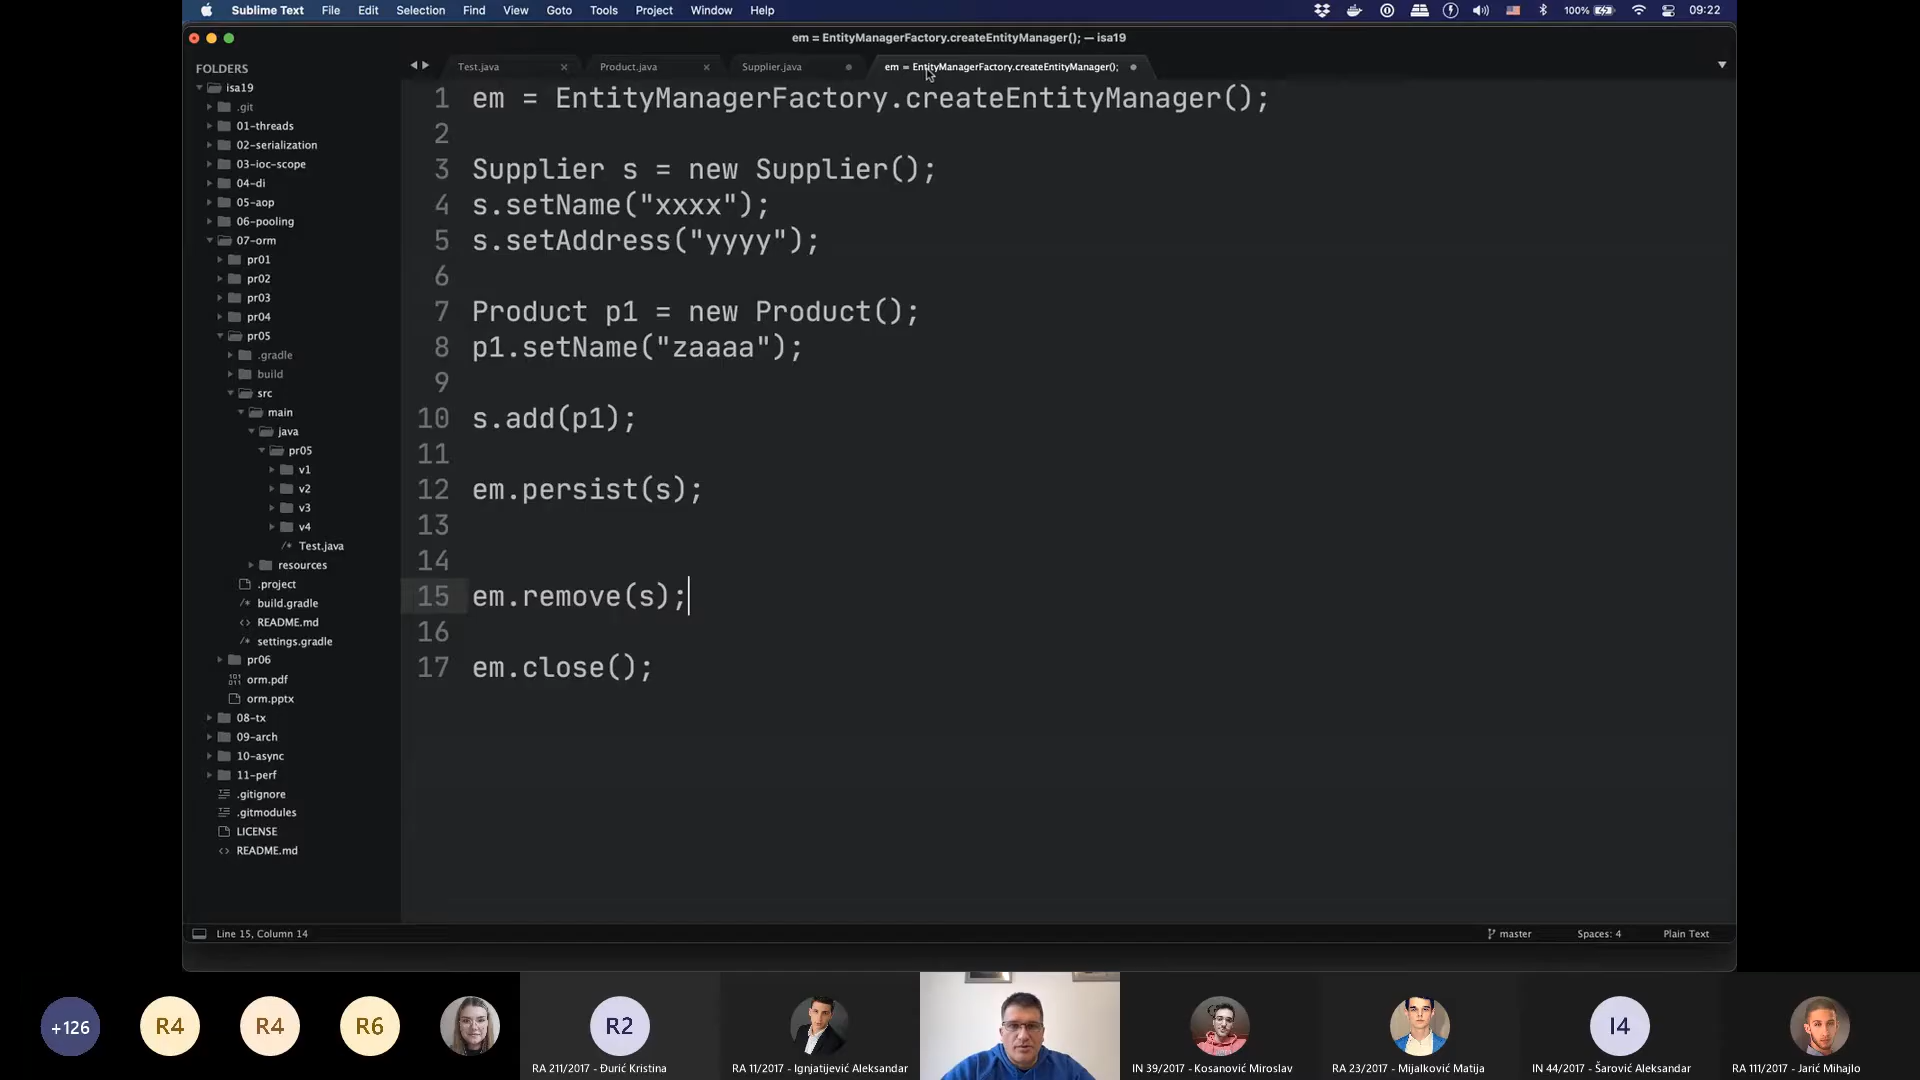 Sublime Text File Edit Selection Find View Goto Tools Project Window Help 100% 09:22
em = EntityManagerFactory.createEntityManager(); — isa19
FOLDERS
isa19
.git
01-threads
02-serialization
03-ioc-scope
04-di
05-aop
06-pooling
07-orm
pr01
pr02
pr03
pr04
pr05
.gradle
build
src
main
java
pr05
v1
v2
v3
v4
/* Test.java
resources
.project
/* build.gradle
<> README.md
/* settings.gradle
pr06
orm.pdf
orm.pptx
08-tx
09-arch
10-async
11-perf
.gitignore
.gitmodules
LICENSE
<> README.md
Test.java Product.java Supplier.java em = EntityManagerFactory.createEntityManager();
1 em = EntityManagerFactory.createEntityManager();
2
3 Supplier s = new Supplier();
4 s.setName("xxxx");
5 s.setAddress("yyyy");
6
7 Product p1 = new Product();
8 p1.setName("zaaaa");
9
10 s.add(p1);
11
12 em.persist(s);
13
14
15 em.remove(s);
16
17 em.close();
Line 15, Column 14 master Spaces: 4 Plain Text
+126 R4 R4 R6 R2 I4
RA 211/2017 - Đurić Kristina RA 11/2017 - Ignjatijević Aleksandar IN 39/2017 - Kosanović Miroslav RA 23/2017 - Mijalković Matija IN 44/2017 - Šarović Aleksandar RA 111/2017 - Jarić Mihajlo